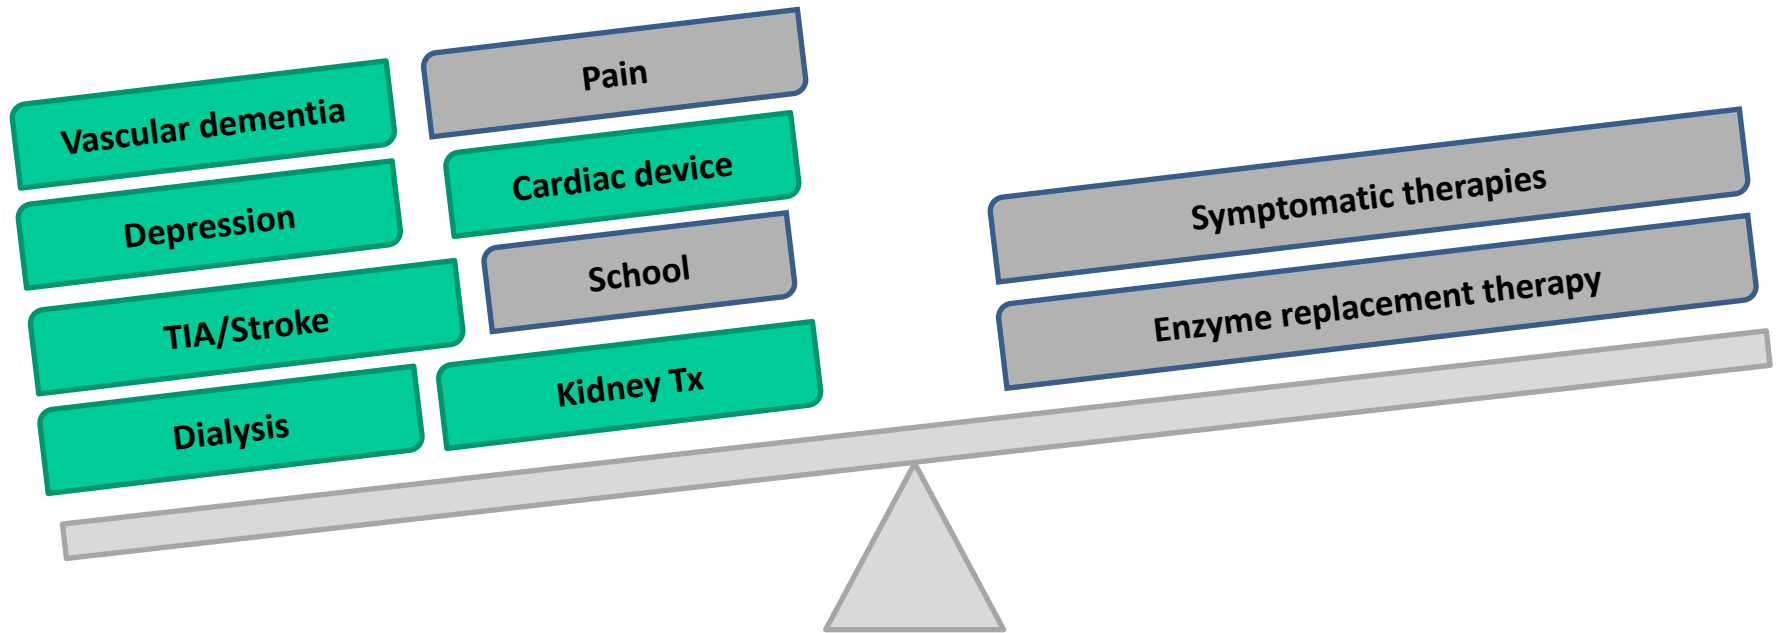 Pain
Vascular dementia
Cardiac device
Depression
School
TIA/Stroke
Kidney Tx
Dialysis
Symptomatic therapies
Enzyme replacement therapy